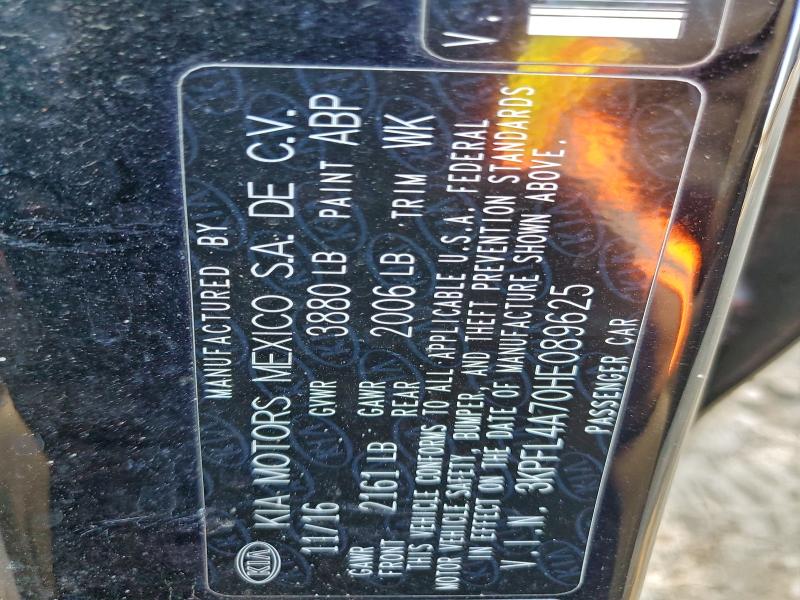 MANUFACTURED BY
KIA KIA MOTORS MEXICO S.A. DE C.V.
11/16 GVWR 3880 LB PAINT ABP
GAWR FRONT 2161 LB GAWR REAR 2006 LB TRIM WK
THIS VEHICLE CONFORMS TO ALL APPLICABLE U.S.A. FEDERAL
MOTOR VEHICLE SAFETY, BUMPER, AND THEFT PREVENTION STANDARDS
IN EFFECT ON THE DATE OF MANUFACTURE SHOWN ABOVE.
V.I.N. 3KPFL4A70HE089625
PASSENGER CAR
V.